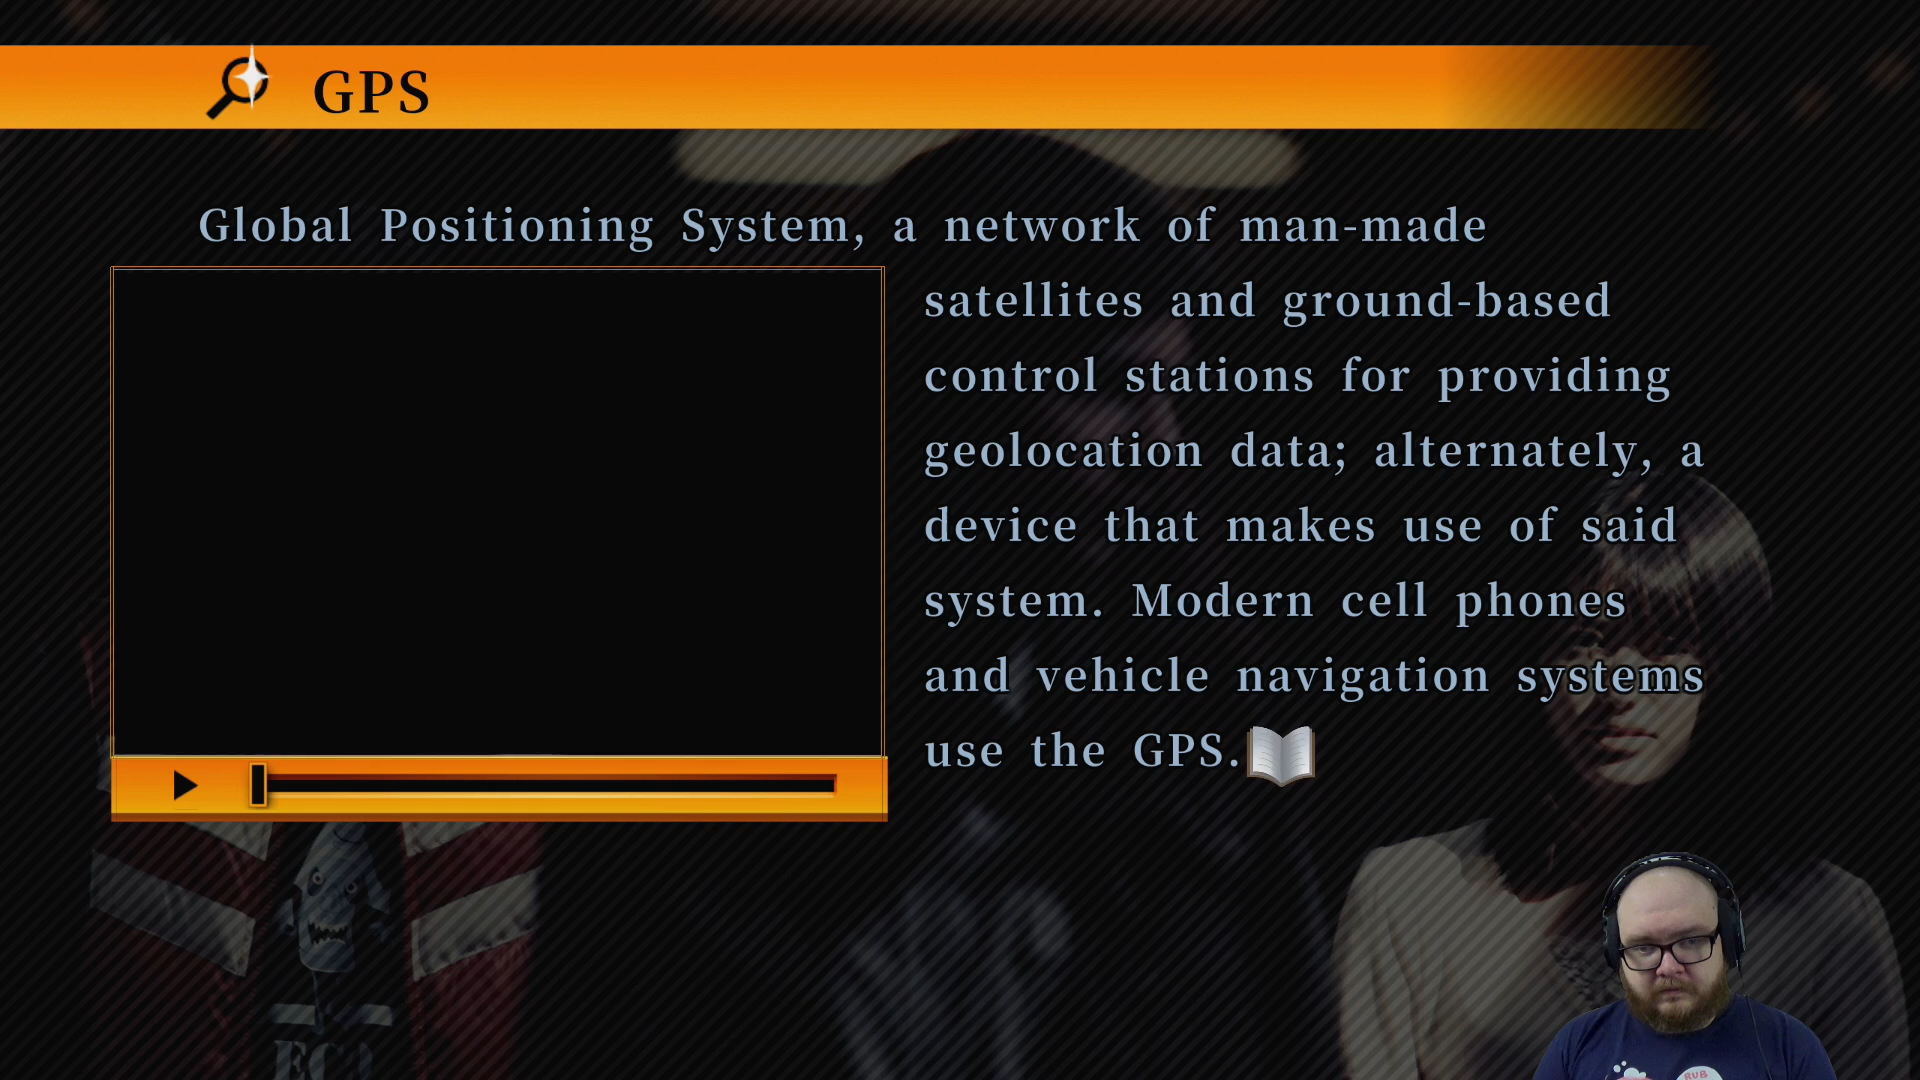 GPS
Global Positioning System, a network of man-made
satellites and ground-based
control stations for providing
geolocation data; alternately, a
device that makes use of said
system. Modern cell phones
and vehicle navigation systems
use the GPS.
RUB